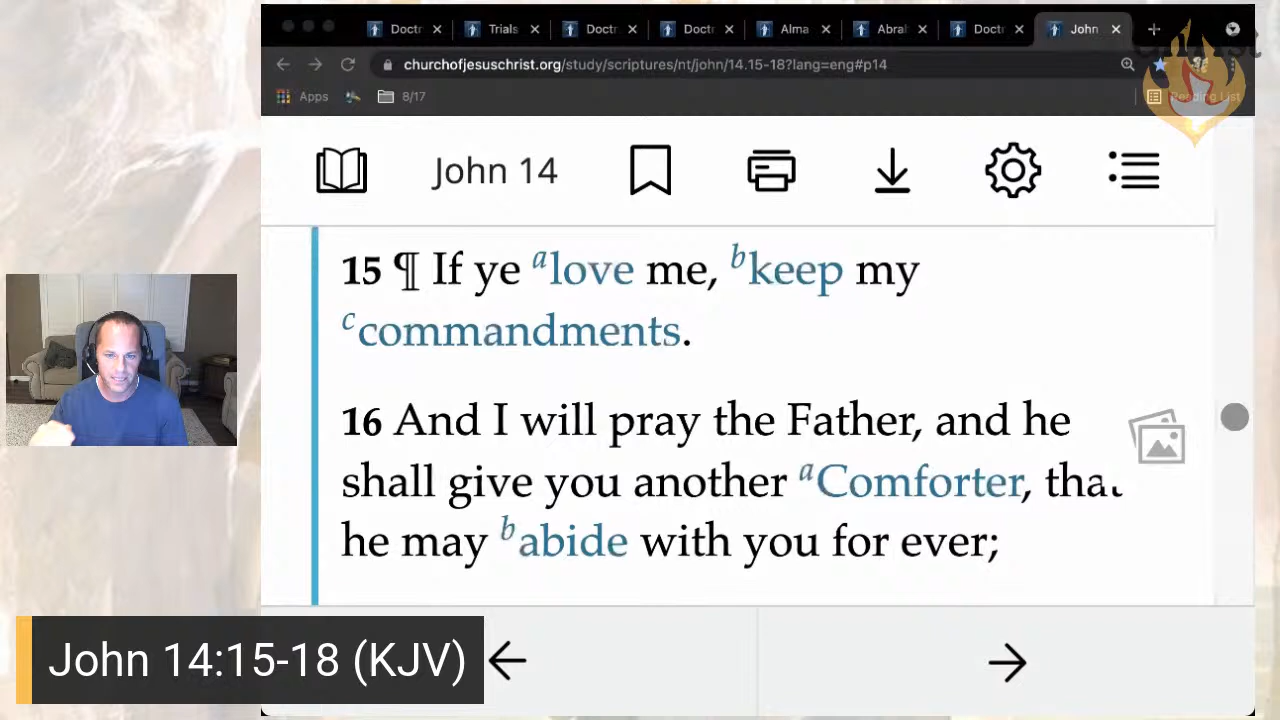 Doctr
Trials
Doctr
Doctr
Alma
Abral
Doctr
John
churchofjesuschrist.org/study/scriptures/nt/john/14.15-18?lang=eng#p14
Apps
8/17
Reading List
John 14
15 ¶ If ye a love me, b keep my
c commandments.
16 And I will pray the Father, and he
shall give you another a Comforter, that
he may b abide with you for ever;
John 14:15-18 (KJV)